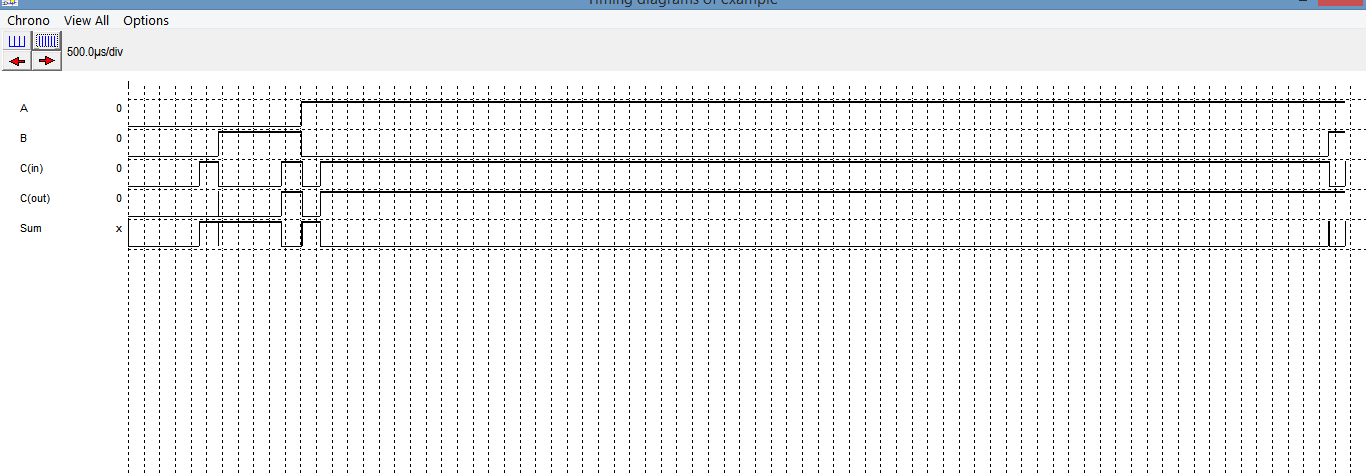 Timing diagrams of example
Chrono View All Options
500.0µs/div
A 0
B 0
C(in) 0
C(out) 0
Sum x